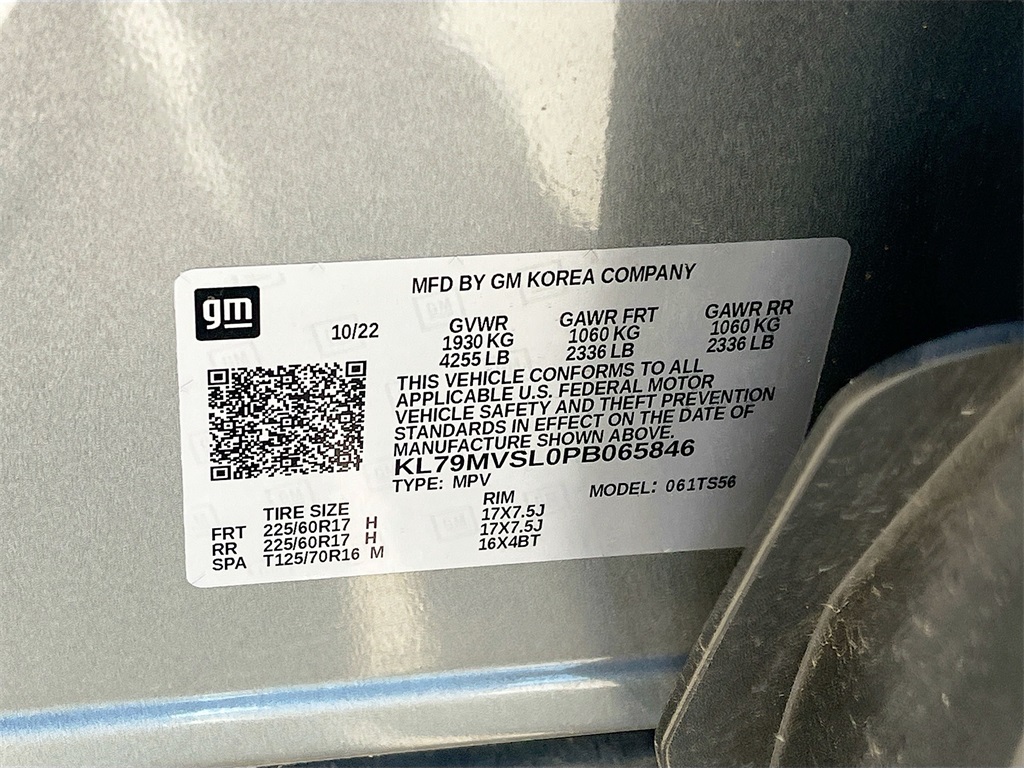 MFD BY GM KOREA COMPANY
gm
10/22
GVWR GAWR FRT GAWR RR
1930 KG 1060 KG 1060 KG
4255 LB 2336 LB 2336 LB
THIS VEHICLE CONFORMS TO ALL
APPLICABLE U.S. FEDERAL MOTOR
VEHICLE SAFETY AND THEFT PREVENTION
STANDARDS IN EFFECT ON THE DATE OF
MANUFACTURE SHOWN ABOVE.
KL79MVSL0PB065846
TYPE: MPV MODEL: 061TS56
TIRE SIZE RIM
FRT 225/60R17 H 17X7.5J
RR 225/60R17 H 17X7.5J
SPA T125/70R16 M 16X4BT